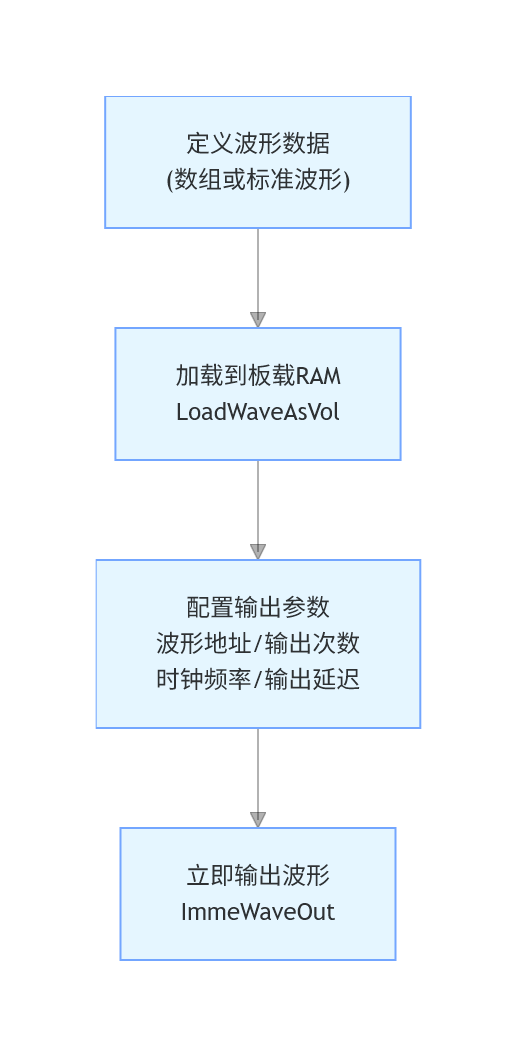 定义波形数据
(数组或标准波形)
加载到板载RAM
LoadWaveAsVol
配置输出参数
波形地址/输出次数
时钟频率/输出延迟
立即输出波形
ImmeWaveOut